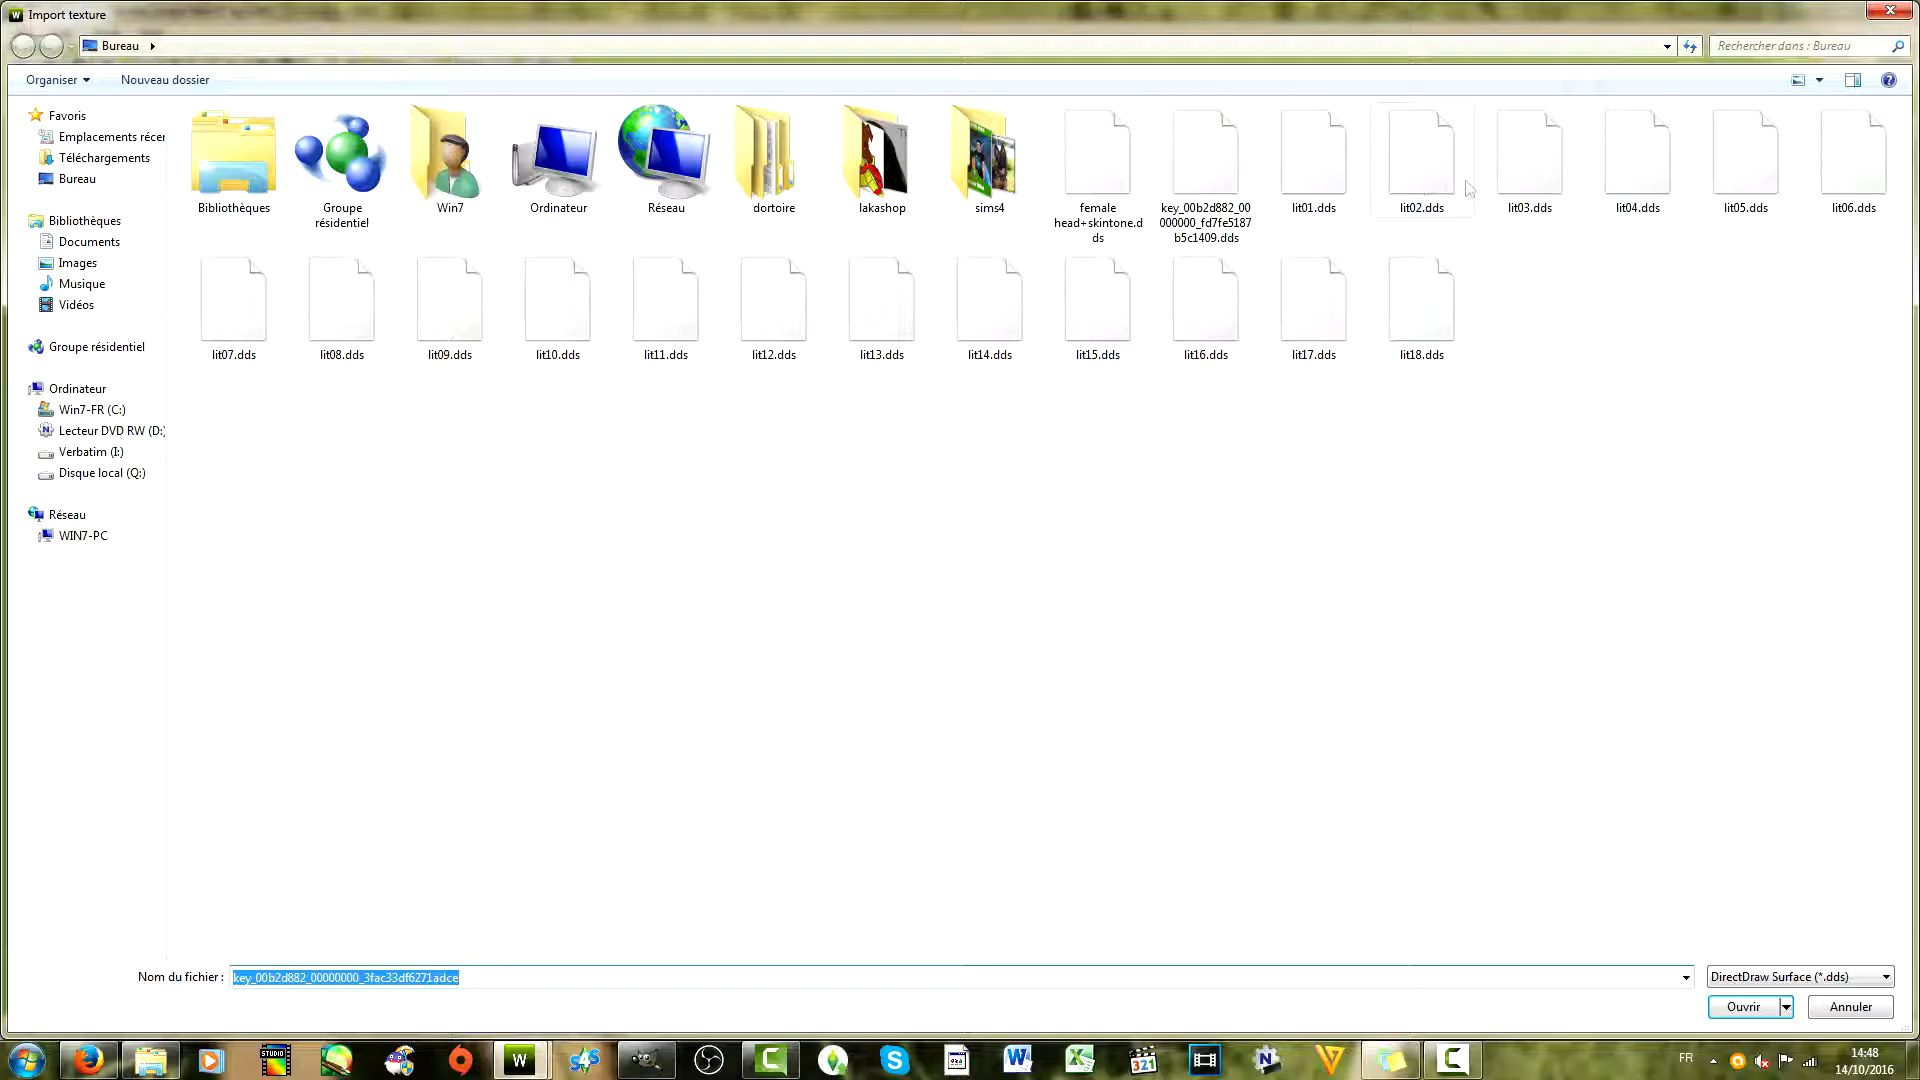 Import texture
Bureau
Rechercher dans : Bureau
Organiser
Nouveau dossier
Favoris
Emplacements récer
Téléchargements
Bureau
Bibliothèques
Documents
Images
Musique
Vidéos
Groupe résidentiel
Ordinateur
Win7-FR (C:)
Lecteur DVD RW (D:)
Verbatim (I:)
Disque local (Q:)
Réseau
WIN7-PC
Bibliothèques
Groupe
résidentiel
Win7
Ordinateur
Réseau
dortoire
lakashop
sims4
female
head+skintone.d
ds
key_00b2d882_00
000000_fd7fe5187
b5c1409.dds
lit01.dds
lit02.dds
lit03.dds
lit04.dds
lit05.dds
lit06.dds
lit07.dds
lit08.dds
lit09.dds
lit10.dds
lit11.dds
lit12.dds
lit13.dds
lit14.dds
lit15.dds
lit16.dds
lit17.dds
lit18.dds
Nom du fichier :
key_00b2d882_00000000_3fac33df6271adce
DirectDraw Surface (*.dds)
Ouvrir
Annuler
STUDIO
W
S4S
321
FR
14:48
14/10/2016